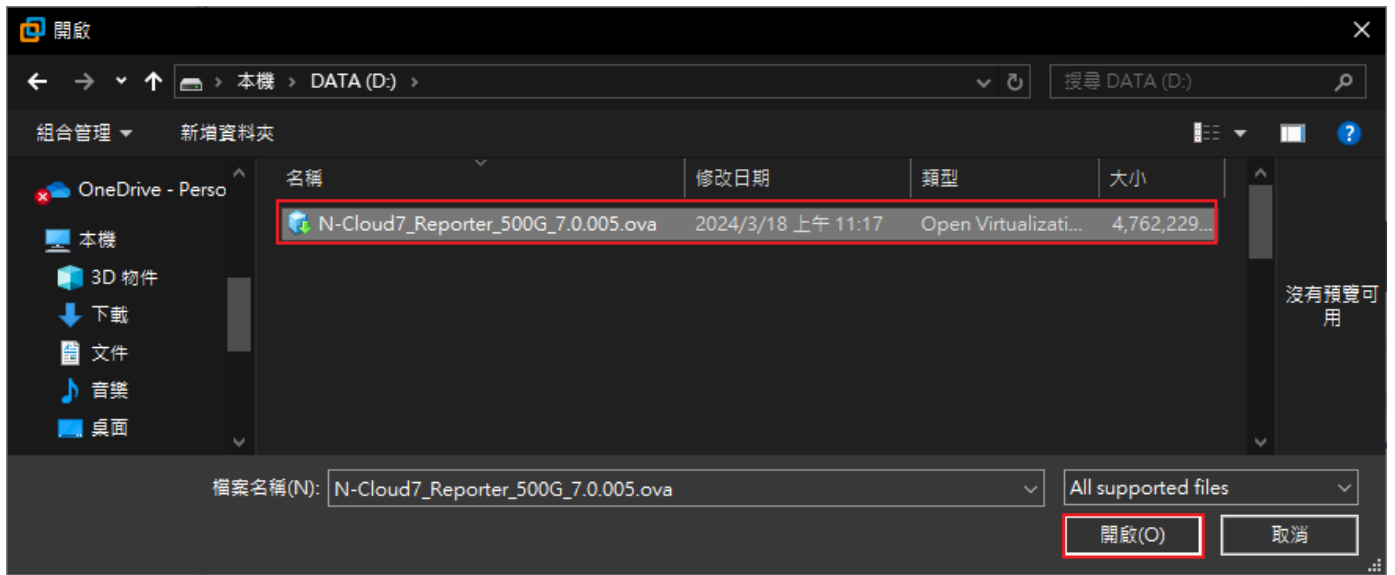 開啟
本機 › DATA (D:) ›
搜尋 DATA (D:)
組合管理
新增資料夾
名稱 修改日期 類型 大小
N-Cloud7_Reporter_500G_7.0.005.ova 2024/3/18 上午 11:17 Open Virtualizati... 4,762,229...
OneDrive - Perso
本機
3D 物件
下載
文件
音樂
桌面
沒有預覽可
用
檔案名稱(N): N-Cloud7_Reporter_500G_7.0.005.ova All supported files
開啟(O) 取消